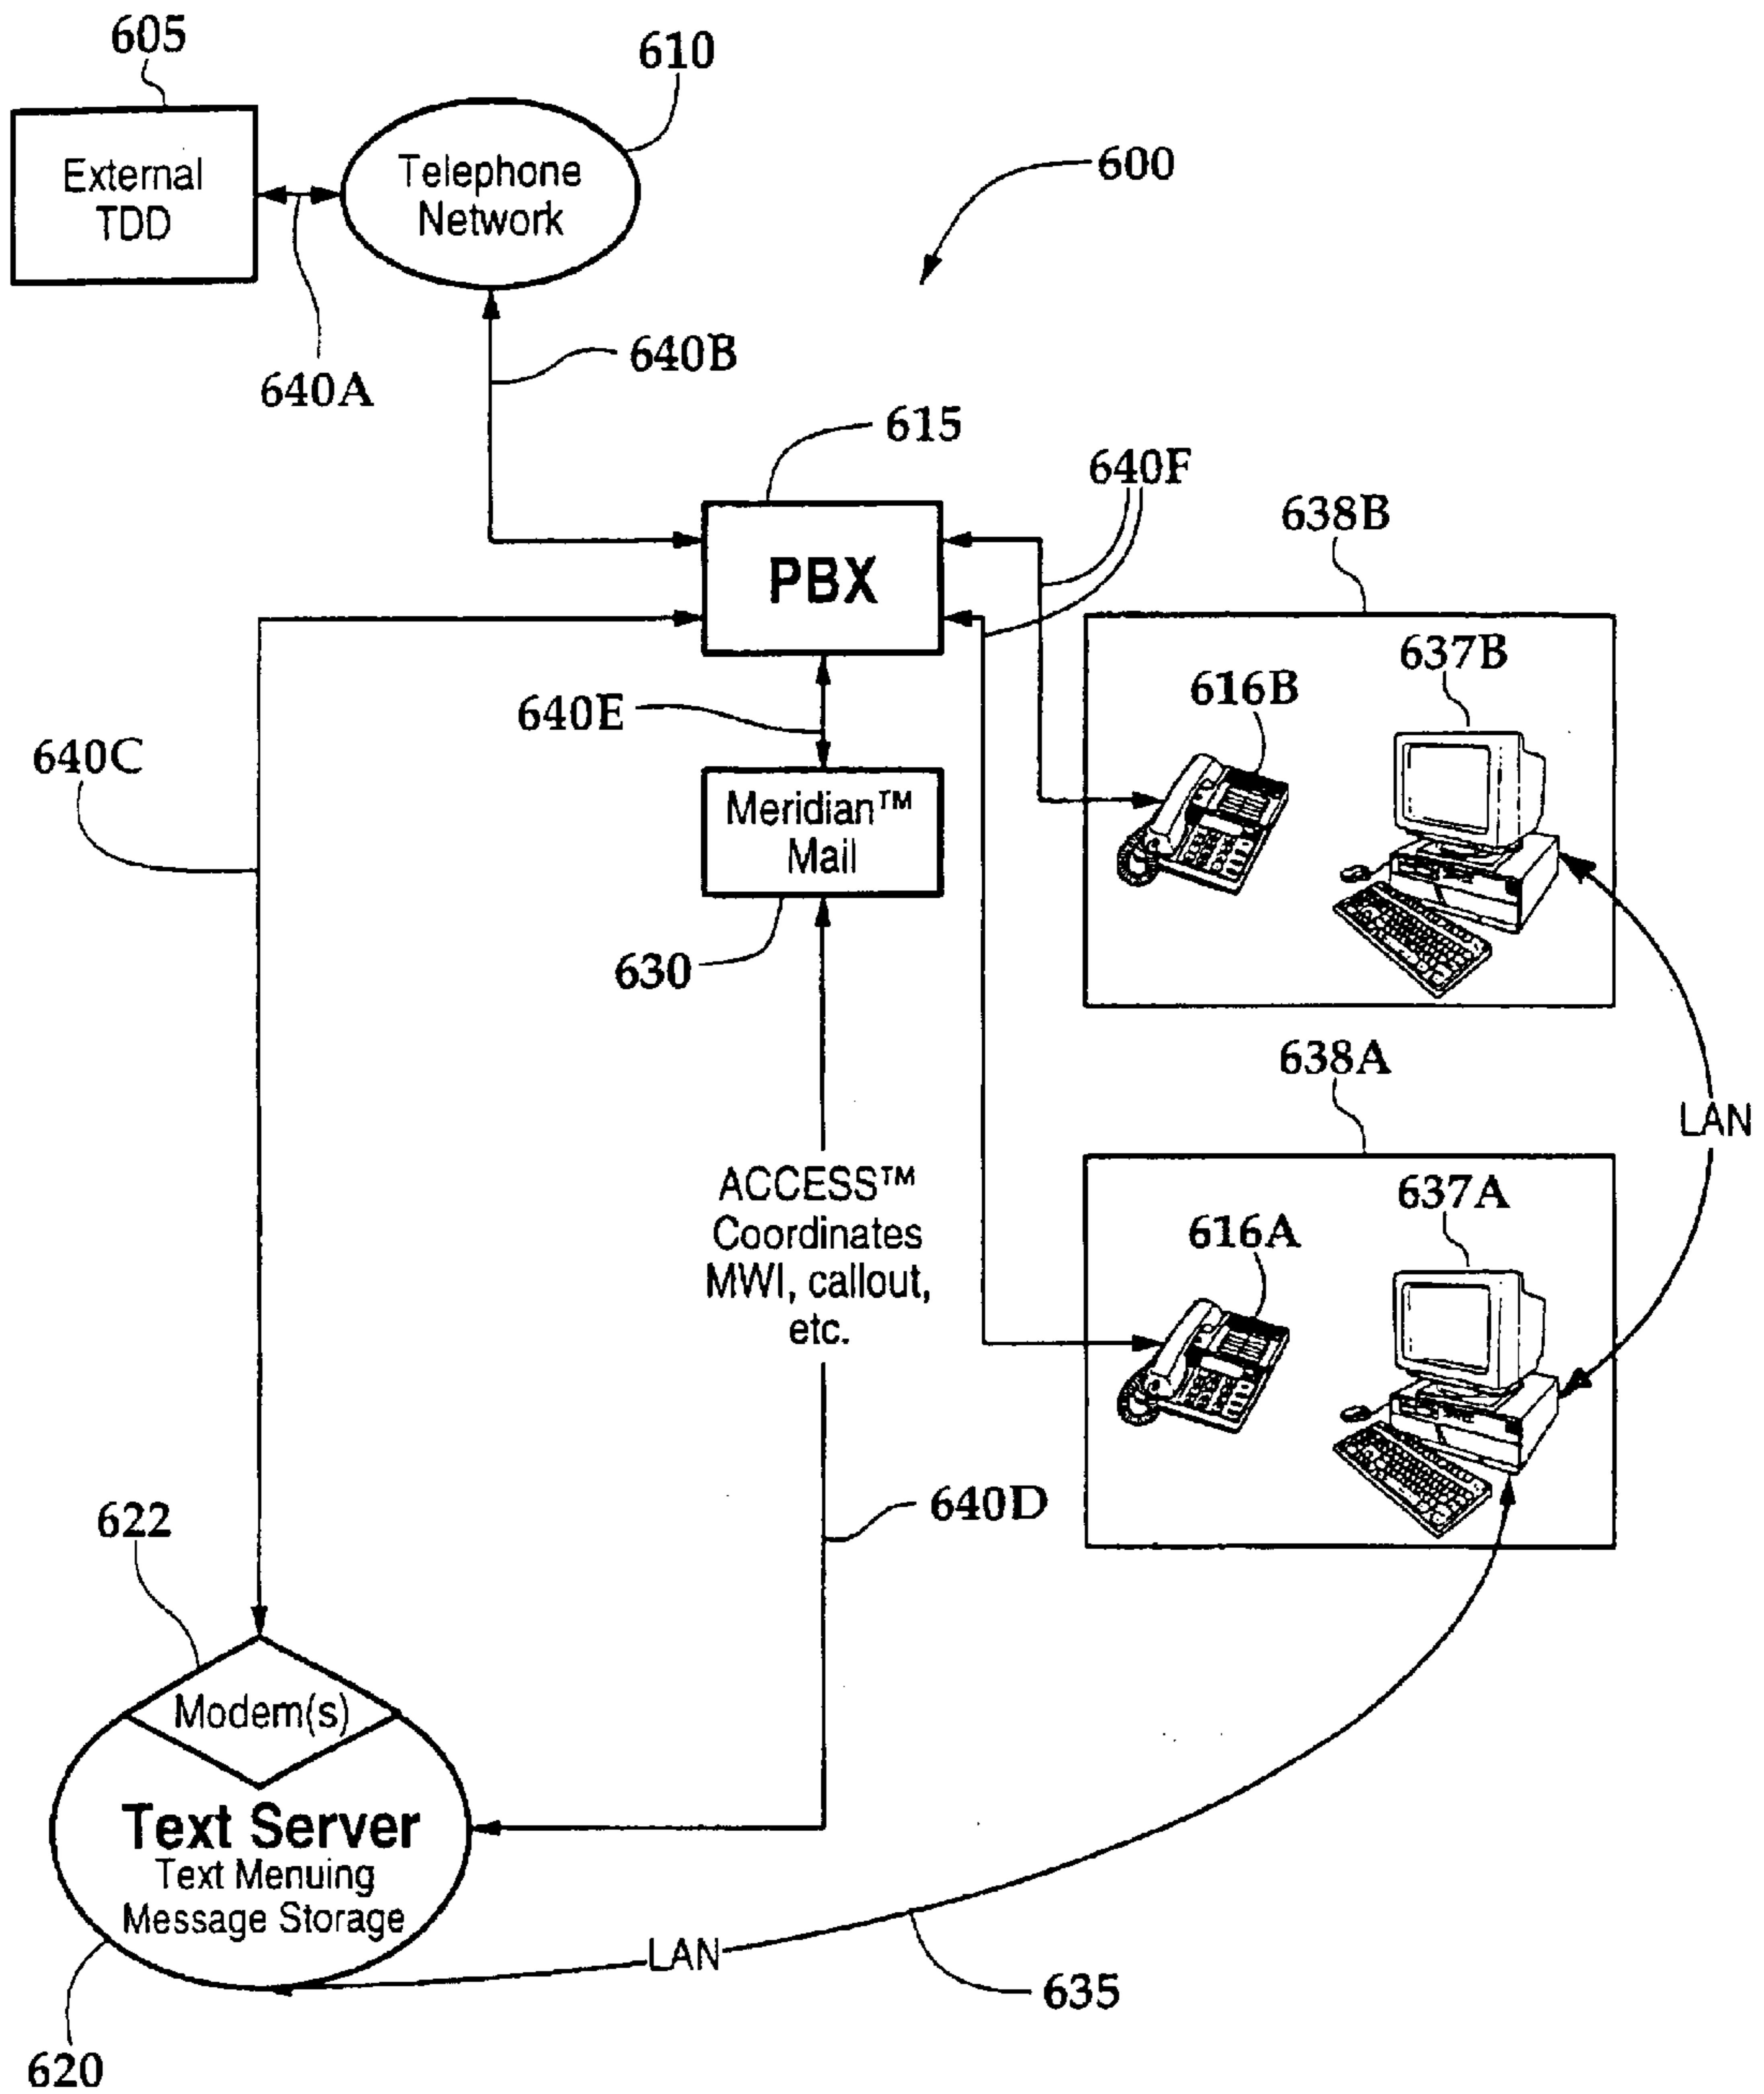 605
610
External
TDD
Telephone
Network
600
640A
640B
615
640F
PBX
638B
637B
616B
640E
640C
Meridian™
Mail
630
638A
LAN
ACCESS™
Coordinates
MWI, callout,
etc.
637A
616A
640D
622
Modem(s)
Text Server
Text Menuing
Message Storage
LAN
635
620